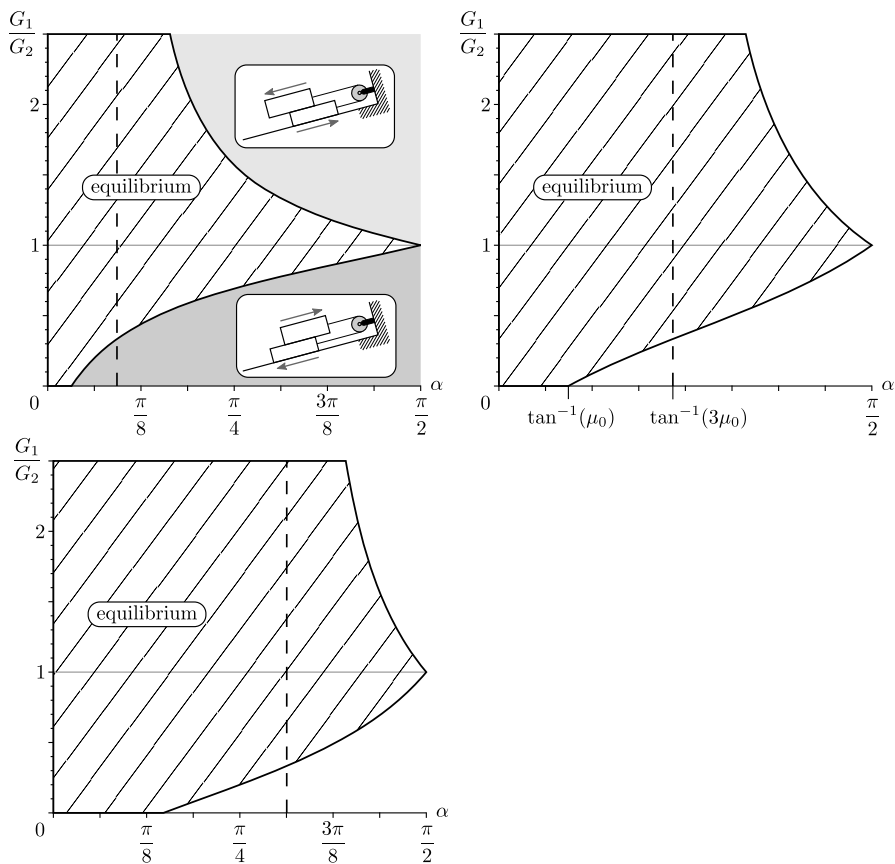 G₁/G₂
2
1
0
equilibrium
π/8
π/4
3π/8
π/2
α
G₁/G₂
2
1
0
equilibrium
tan⁻¹(μ₀)
tan⁻¹(3μ₀)
π/2
α
G₁/G₂
2
1
0
equilibrium
π/8
π/4
3π/8
π/2
α